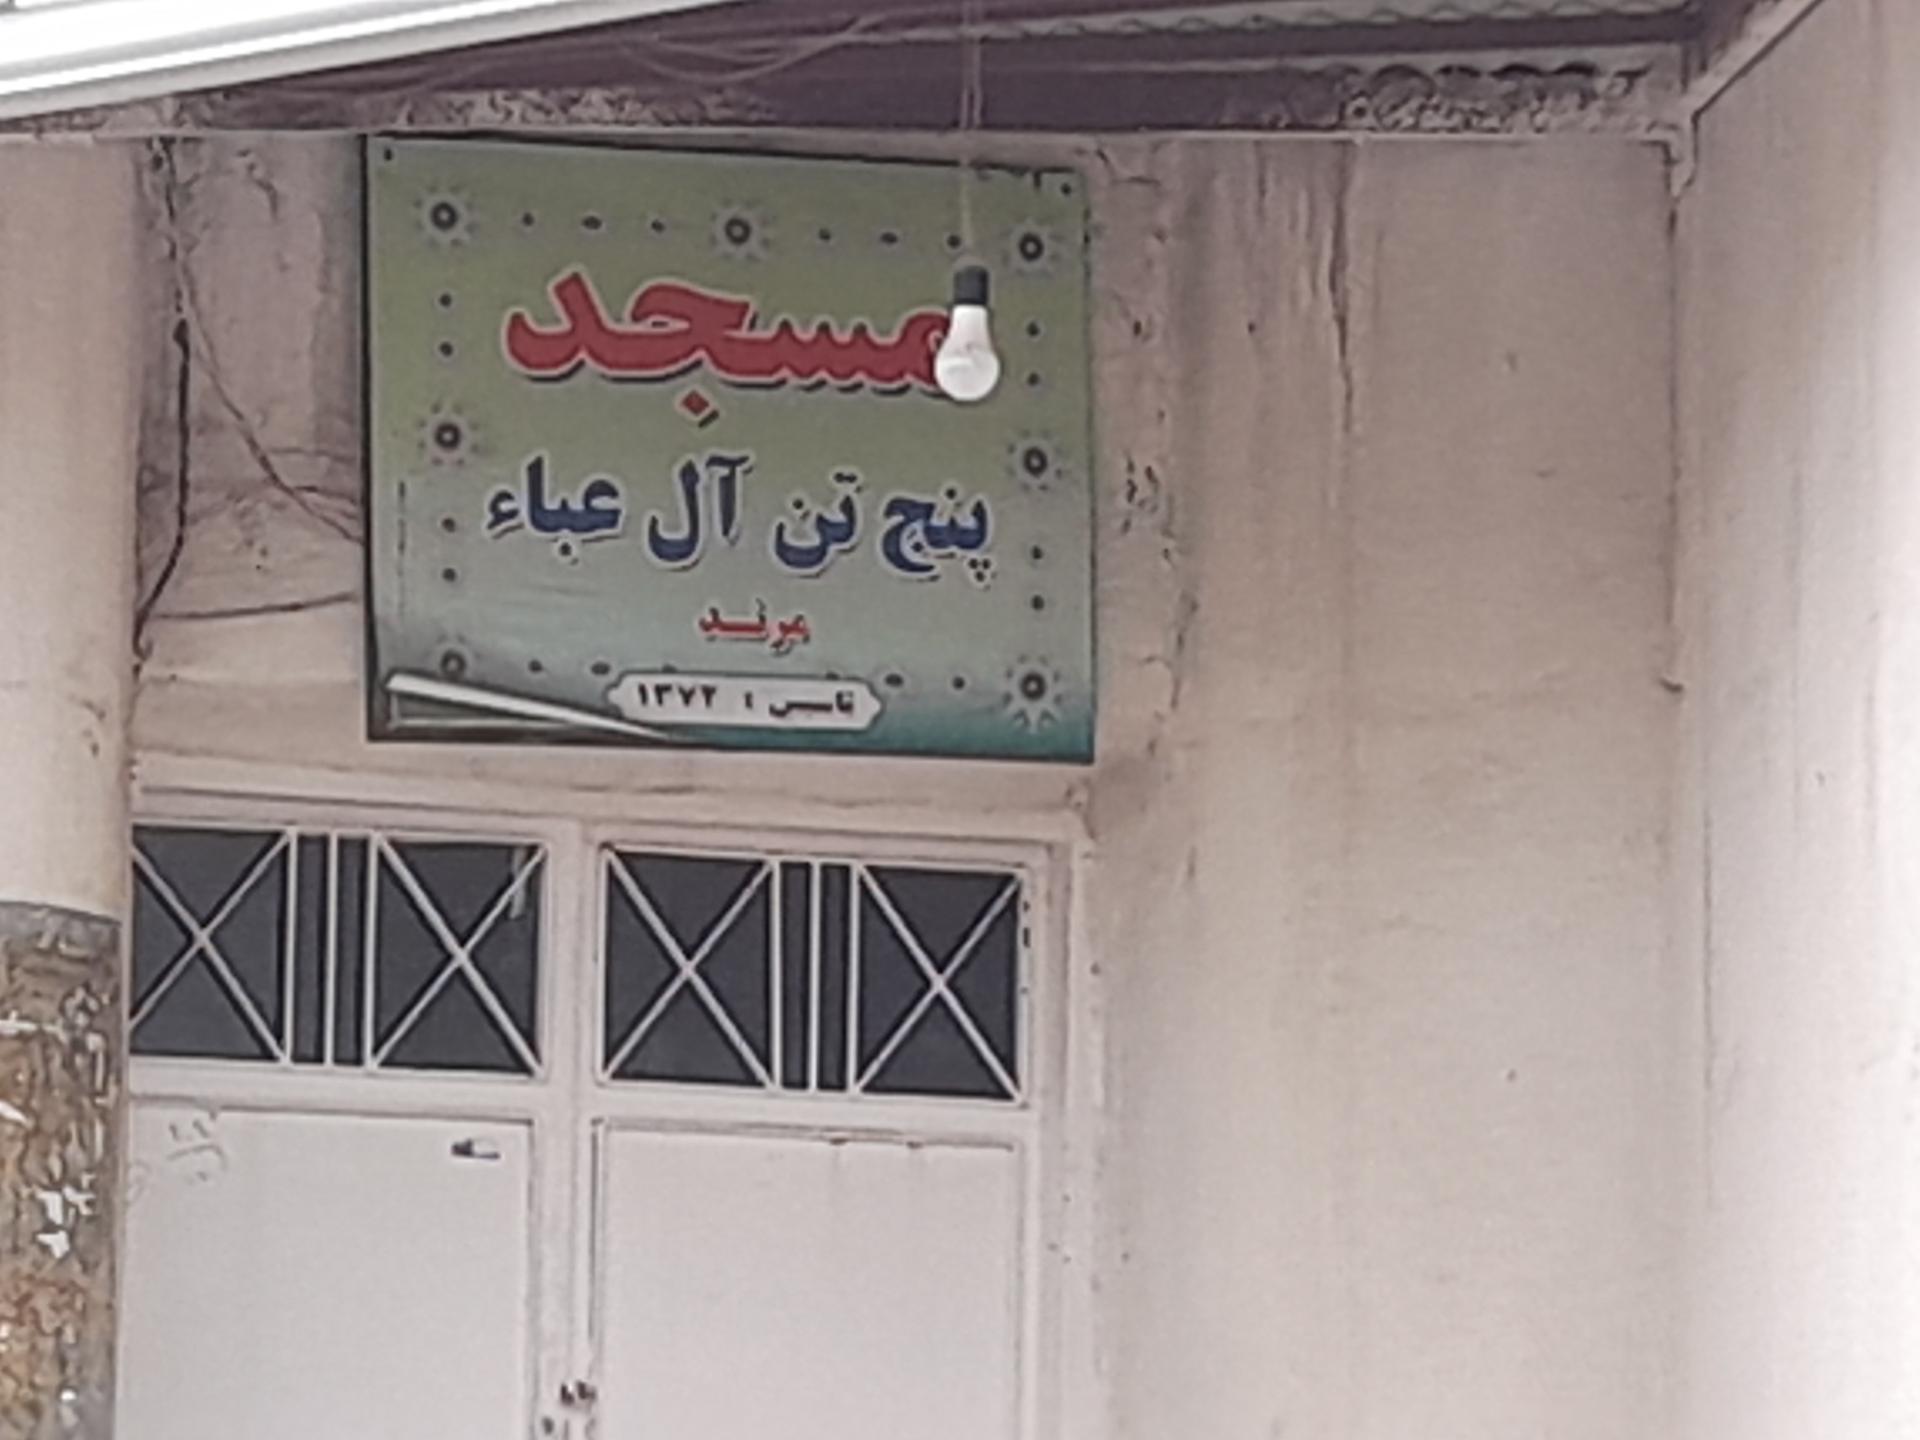 مسجد
پنج تن آل عباء
مرند
تاسیس : ۱۳۷۲